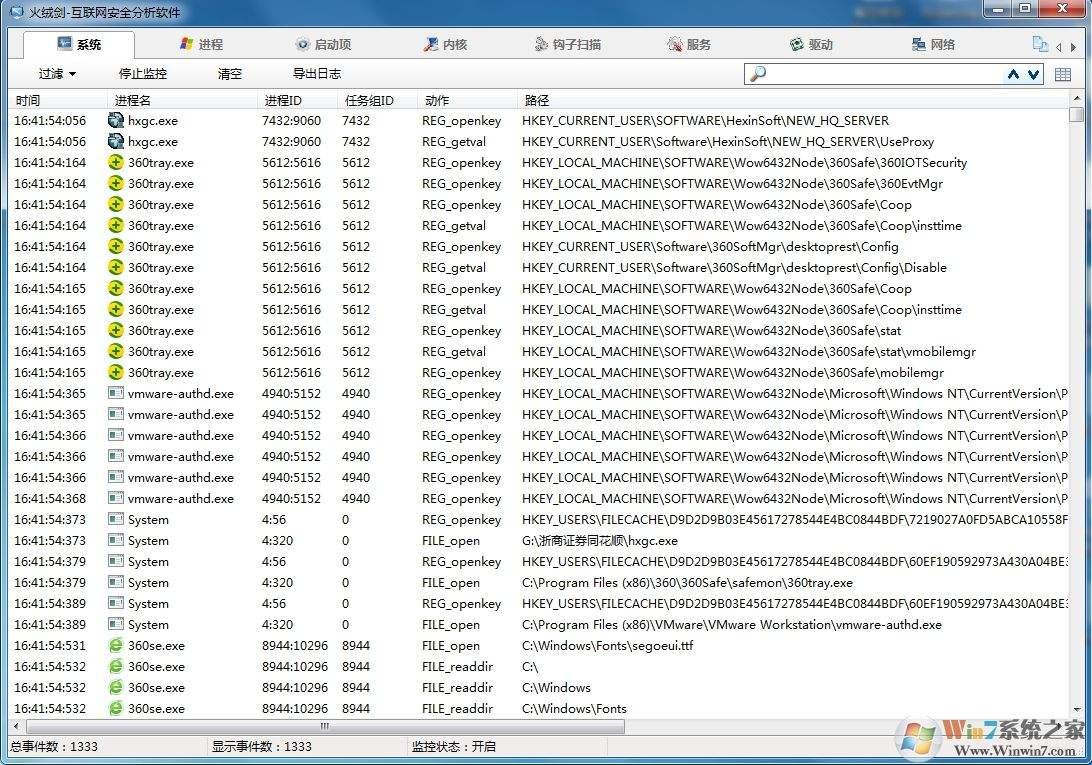 火绒剑-互联网安全分析软件
系统 进程 启动项 内核 钩子扫描 服务 驱动 网络
过滤 停止监控 清空 导出日志
时间 进程名 进程ID 任务组ID 动作 路径
16:41:54:056 hxgc.exe 7432:9060 7432 REG_openkey HKEY_CURRENT_USER\SOFTWARE\HexinSoft\NEW_HQ_SERVER
16:41:54:056 hxgc.exe 7432:9060 7432 REG_getval HKEY_CURRENT_USER\Software\HexinSoft\NEW_HQ_SERVER\UseProxy
16:41:54:164 360tray.exe 5612:5616 5612 REG_openkey HKEY_LOCAL_MACHINE\SOFTWARE\Wow6432Node\360Safe\360IOTSecurity
16:41:54:164 360tray.exe 5612:5616 5612 REG_openkey HKEY_LOCAL_MACHINE\SOFTWARE\Wow6432Node\360Safe\360EvtMgr
16:41:54:164 360tray.exe 5612:5616 5612 REG_openkey HKEY_LOCAL_MACHINE\SOFTWARE\Wow6432Node\360Safe\Coop
16:41:54:164 360tray.exe 5612:5616 5612 REG_getval HKEY_LOCAL_MACHINE\SOFTWARE\Wow6432Node\360Safe\Coop\insttime
16:41:54:164 360tray.exe 5612:5616 5612 REG_openkey HKEY_CURRENT_USER\Software\360SoftMgr\desktoprest\Config
16:41:54:164 360tray.exe 5612:5616 5612 REG_getval HKEY_CURRENT_USER\Software\360SoftMgr\desktoprest\Config\Disable
16:41:54:165 360tray.exe 5612:5616 5612 REG_openkey HKEY_LOCAL_MACHINE\SOFTWARE\Wow6432Node\360Safe\Coop
16:41:54:165 360tray.exe 5612:5616 5612 REG_getval HKEY_LOCAL_MACHINE\SOFTWARE\Wow6432Node\360Safe\Coop\insttime
16:41:54:165 360tray.exe 5612:5616 5612 REG_openkey HKEY_LOCAL_MACHINE\SOFTWARE\Wow6432Node\360Safe\stat
16:41:54:165 360tray.exe 5612:5616 5612 REG_getval HKEY_LOCAL_MACHINE\SOFTWARE\Wow6432Node\360Safe\stat\vmobilemgr
16:41:54:165 360tray.exe 5612:5616 5612 REG_openkey HKEY_LOCAL_MACHINE\SOFTWARE\Wow6432Node\360Safe\mobilemgr
16:41:54:365 vmware-authd.exe 4940:5152 4940 REG_openkey HKEY_LOCAL_MACHINE\SOFTWARE\Wow6432Node\Microsoft\Windows NT\CurrentVersion\P
16:41:54:365 vmware-authd.exe 4940:5152 4940 REG_openkey HKEY_LOCAL_MACHINE\SOFTWARE\Wow6432Node\Microsoft\Windows NT\CurrentVersion\P
16:41:54:366 vmware-authd.exe 4940:5152 4940 REG_openkey HKEY_LOCAL_MACHINE\SOFTWARE\Wow6432Node\Microsoft\Windows NT\CurrentVersion\P
16:41:54:366 vmware-authd.exe 4940:5152 4940 REG_openkey HKEY_LOCAL_MACHINE\SOFTWARE\Wow6432Node\Microsoft\Windows NT\CurrentVersion\P
16:41:54:366 vmware-authd.exe 4940:5152 4940 REG_openkey HKEY_LOCAL_MACHINE\SOFTWARE\Wow6432Node\Microsoft\Windows NT\CurrentVersion\P
16:41:54:368 vmware-authd.exe 4940:5152 4940 REG_openkey HKEY_LOCAL_MACHINE\SOFTWARE\Wow6432Node\Microsoft\Windows NT\CurrentVersion\P
16:41:54:373 System 4:56 0 REG_openkey HKEY_USERS\FILECACHE\D9D2D9B03E45617278544E4BC0844BDF\7219027A0FD5ABCA10558F
16:41:54:373 System 4:320 0 FILE_open G:\浙商证券同花顺\hxgc.exe
16:41:54:379 System 4:56 0 REG_openkey HKEY_USERS\FILECACHE\D9D2D9B03E45617278544E4BC0844BDF\60EF190592973A430A04BE3
16:41:54:379 System 4:320 0 FILE_open C:\Program Files (x86)\360\360Safe\safemon\360tray.exe
16:41:54:389 System 4:56 0 REG_openkey HKEY_USERS\FILECACHE\D9D2D9B03E45617278544E4BC0844BDF\60EF190592973A430A04BE3
16:41:54:389 System 4:320 0 FILE_open C:\Program Files (x86)\VMware\VMware Workstation\vmware-authd.exe
16:41:54:531 360se.exe 8944:10296 8944 FILE_open C:\Windows\Fonts\segoeui.ttf
16:41:54:532 360se.exe 8944:10296 8944 FILE_readdir C:\
16:41:54:532 360se.exe 8944:10296 8944 FILE_readdir C:\Windows
16:41:54:532 360se.exe 8944:10296 8944 FILE_readdir C:\Windows\Fonts
总事件数：1333 显示事件数：1333 监控状态：开启
Win7系统之家
Www.Winwin7.com